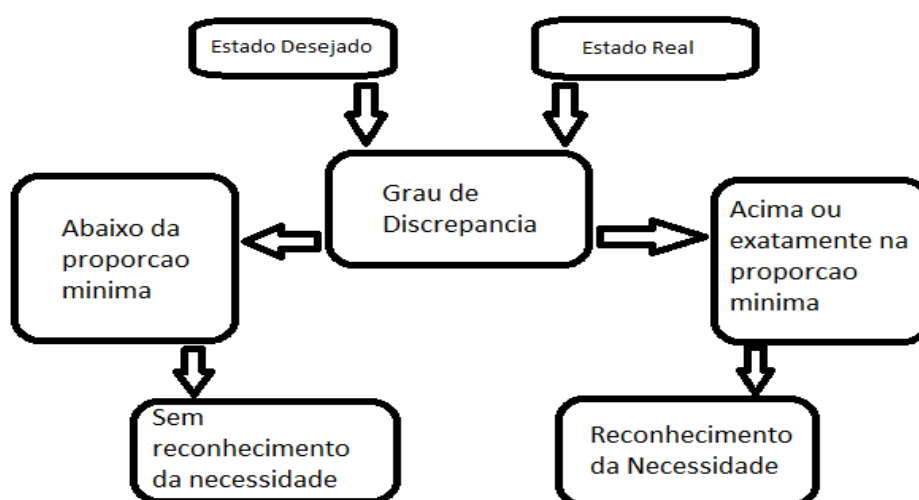 Estado Desejado
Estado Real
Grau de
Discrepancia
Abaixo da
proporcao
minima
Acima ou
exatamente na
proporcao
minima
Sem
reconhecimento
da necessidade
Reconhecimento
da Necessidade